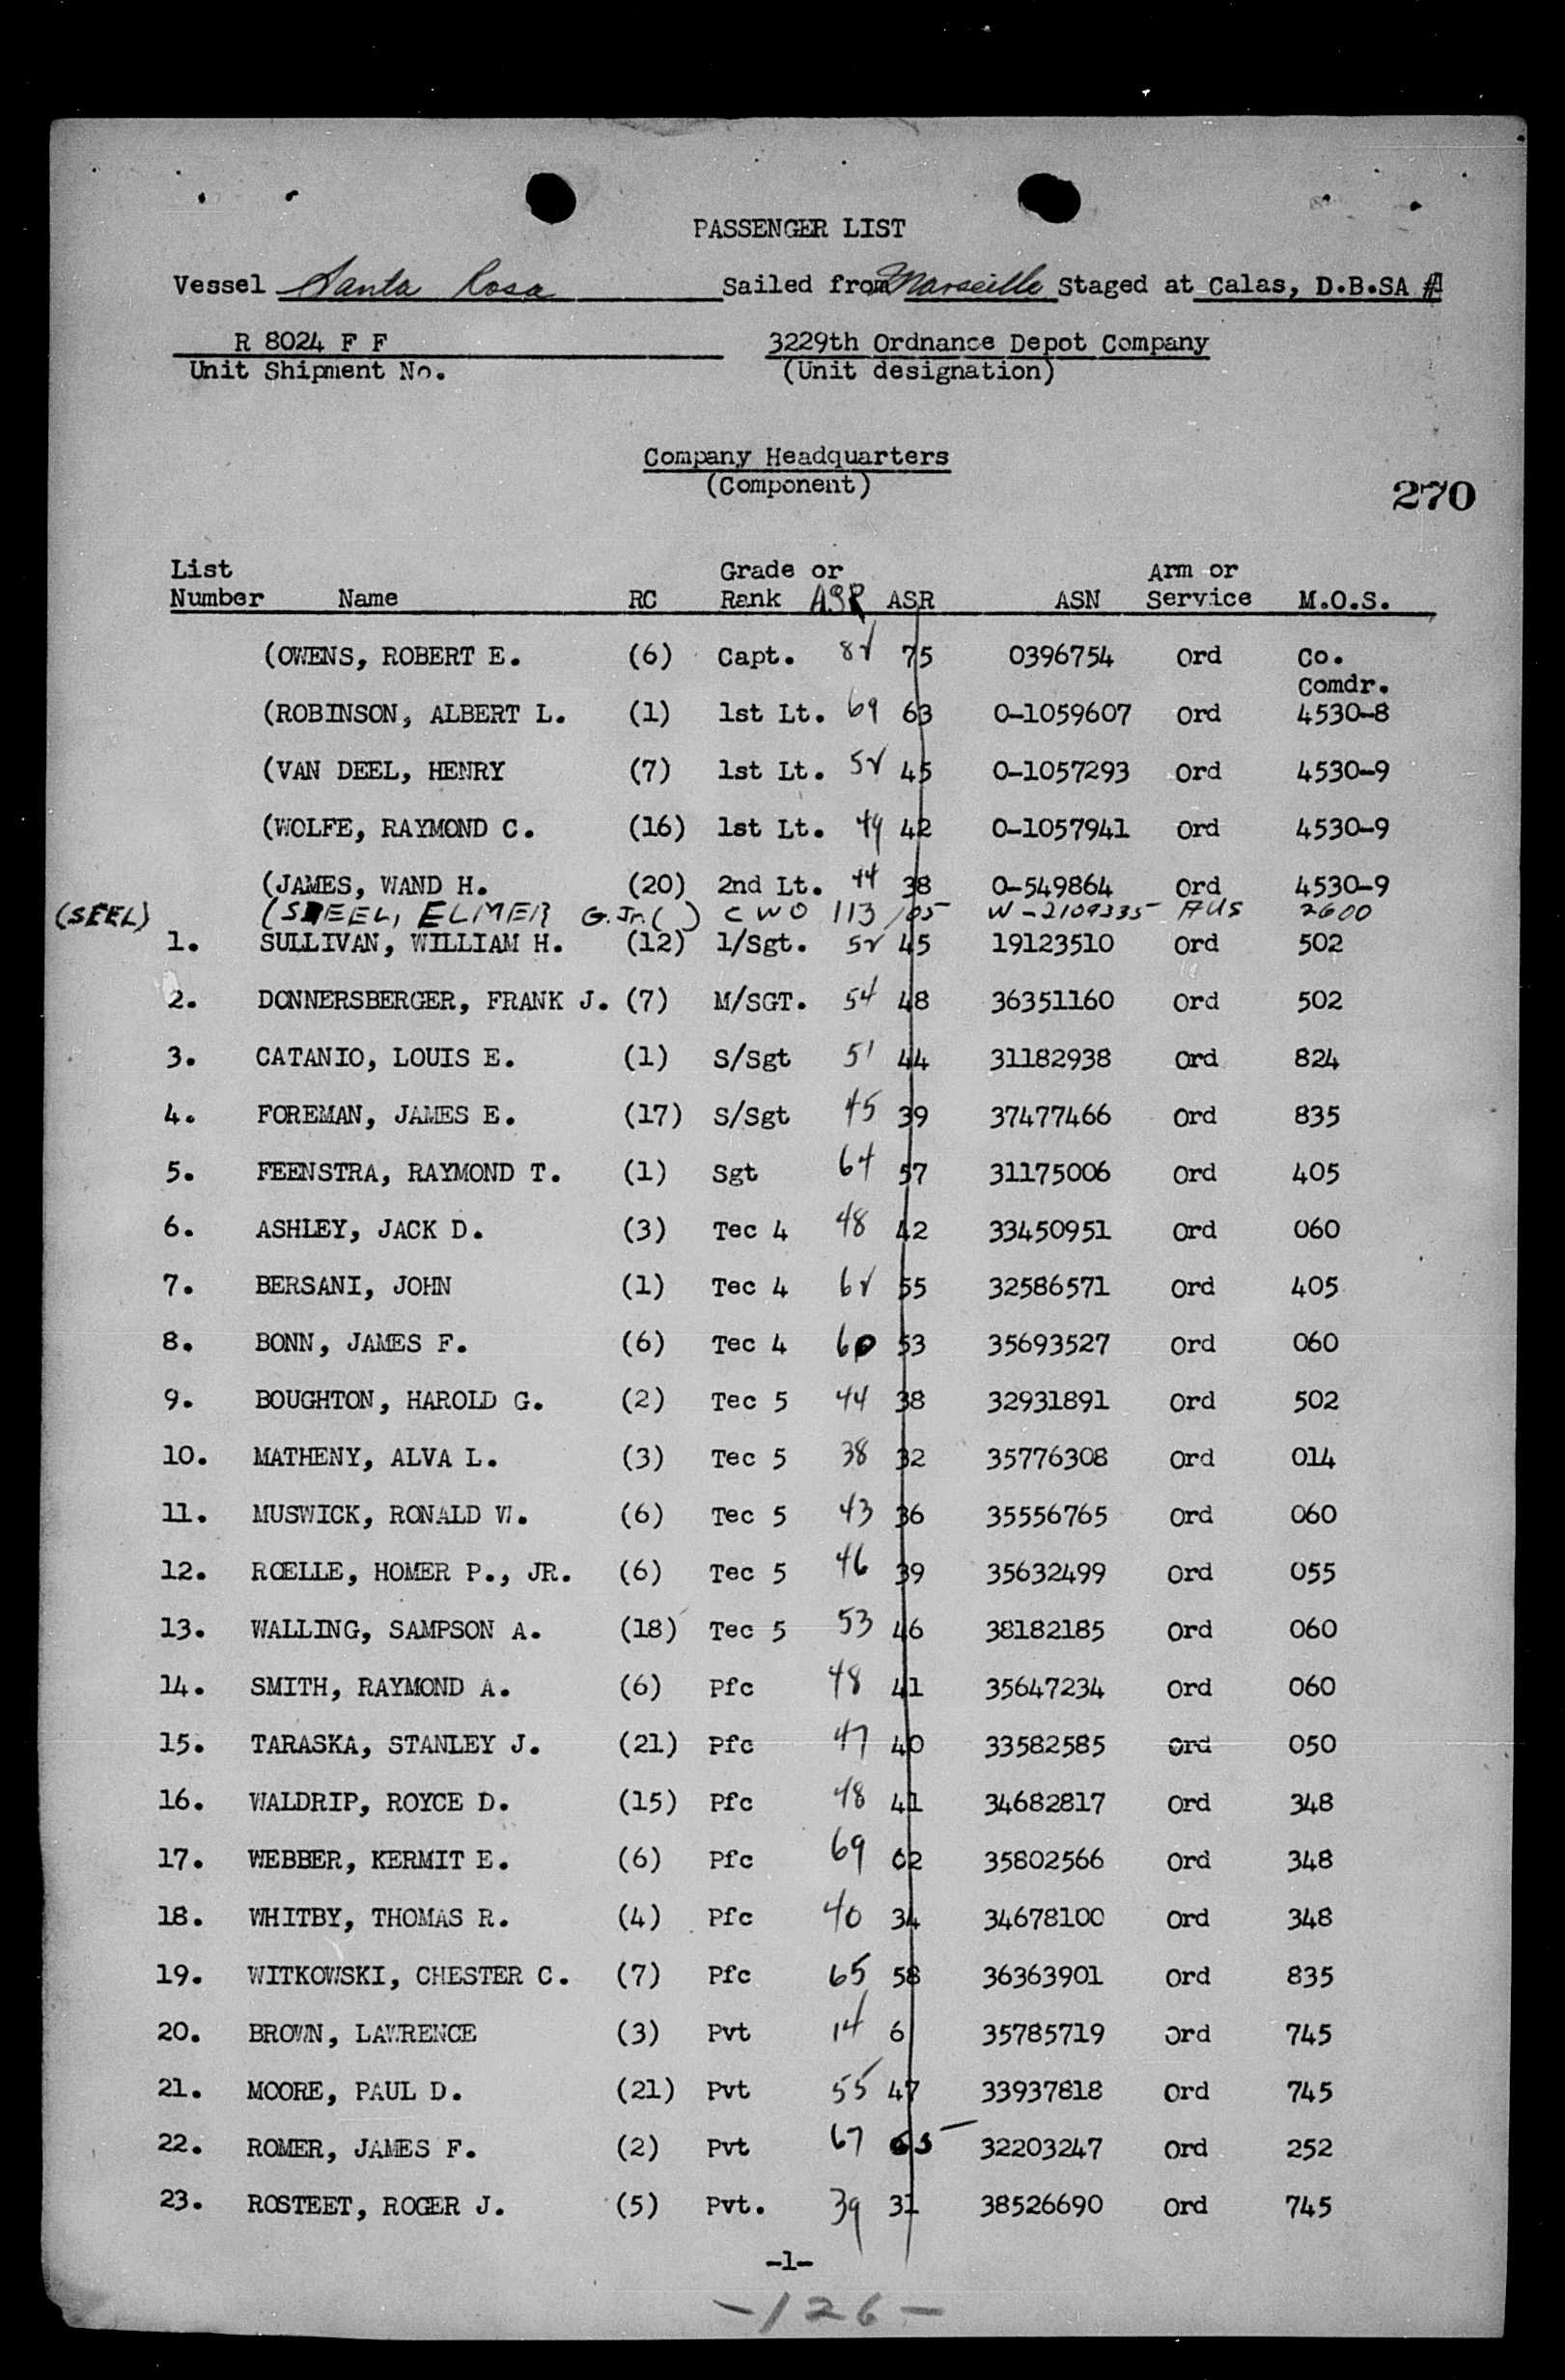 PASSENGER LIST
Vessel Santa Rosa Sailed from Marseille Staged at Calas, D.B.SA #1
R 8024 F F 3229th Ordnance Depot Company
Unit Shipment No. (Unit designation)
Company Headquarters
(Component)
270
List Grade or Arm or
Number Name RC Rank ASR ASR ASN Service M.O.S.
(OWENS, ROBERT E. (6) Capt. 82 75 0396754 Ord Co.
Comdr.
(ROBINSON, ALBERT L. (1) 1st Lt. 69 63 O-1059607 Ord 4530-8
(VAN DEEL, HENRY (7) 1st Lt. 52 45 O-1057293 Ord 4530-9
(WOLFE, RAYMOND C. (16) 1st Lt. 49 42 O-1057941 Ord 4530-9
(JAMES, WAND H. (20) 2nd Lt. 44 38 O-549864 Ord 4530-9
(SEEL) (SEEL, ELMER G. Jr. ( ) CWO 113 105 W-2109335 AUS 2600
1. SULLIVAN, WILLIAM H. (12) 1/Sgt. 52 45 19123510 Ord 502
2. DONNERSBERGER, FRANK J. (7) M/SGT. 54 48 36351160 Ord 502
3. CATANIO, LOUIS E. (1) S/Sgt 51 44 31182938 Ord 824
4. FOREMAN, JAMES E. (17) S/Sgt 45 39 37477466 Ord 835
5. FEENSTRA, RAYMOND T. (1) Sgt 64 57 31175006 Ord 405
6. ASHLEY, JACK D. (3) Tec 4 48 42 33450951 Ord 060
7. BERSANI, JOHN (1) Tec 4 62 55 32586571 Ord 405
8. BONN, JAMES F. (6) Tec 4 60 53 35693527 Ord 060
9. BOUGHTON, HAROLD G. (2) Tec 5 44 38 32931891 Ord 502
10. MATHENY, ALVA L. (3) Tec 5 38 32 35776308 Ord 014
11. MUSWICK, RONALD W. (6) Tec 5 43 36 35556765 Ord 060
12. ROELLE, HOMER P., JR. (6) Tec 5 46 39 35632499 Ord 055
13. WALLING, SAMPSON A. (18) Tec 5 53 46 38182185 Ord 060
14. SMITH, RAYMOND A. (6) Pfc 48 41 35647234 Ord 060
15. TARASKA, STANLEY J. (21) Pfc 47 40 33582585 Ord 050
16. WALDRIP, ROYCE D. (15) Pfc 48 41 34682817 Ord 348
17. WEBBER, KERMIT E. (6) Pfc 69 62 35802566 Ord 348
18. WHITBY, THOMAS R. (4) Pfc 40 34 34678100 Ord 348
19. WITKOWSKI, CHESTER C. (7) Pfc 65 58 36363901 Ord 835
20. BROWN, LAWRENCE (3) Pvt 14 6 35785719 Ord 745
21. MOORE, PAUL D. (21) Pvt 55 47 33937818 Ord 745
22. ROMER, JAMES F. (2) Pvt 67 65 32203247 Ord 252
23. ROSTEET, ROGER J. (5) Pvt. 39 31 38526690 Ord 745
-1-
-126-